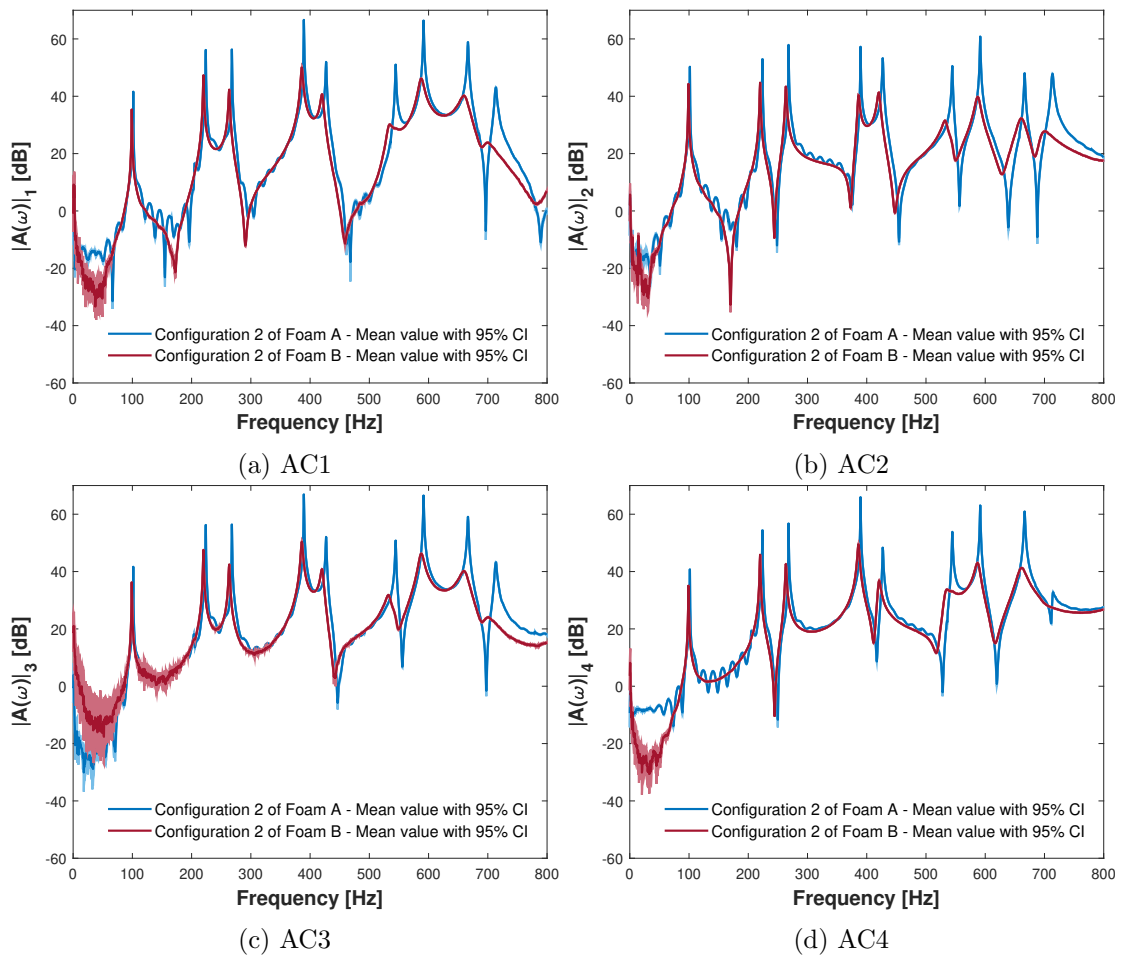 60
40
20
0
-20
-40
-60
|A(ω)|1 [dB]
Configuration 2 of Foam A - Mean value with 95% CI
Configuration 2 of Foam B - Mean value with 95% CI
0 100 200 300 400 500 600 700 800
Frequency [Hz]
(a) AC1
60
40
20
0
-20
-40
-60
|A(ω)|2 [dB]
Configuration 2 of Foam A - Mean value with 95% CI
Configuration 2 of Foam B - Mean value with 95% CI
0 100 200 300 400 500 600 700 800
Frequency [Hz]
(b) AC2
60
40
20
0
-20
-40
-60
|A(ω)|3 [dB]
Configuration 2 of Foam A - Mean value with 95% CI
Configuration 2 of Foam B - Mean value with 95% CI
0 100 200 300 400 500 600 700 800
Frequency [Hz]
(c) AC3
60
40
20
0
-20
-40
-60
|A(ω)|4 [dB]
Configuration 2 of Foam A - Mean value with 95% CI
Configuration 2 of Foam B - Mean value with 95% CI
0 100 200 300 400 500 600 700 800
Frequency [Hz]
(d) AC4